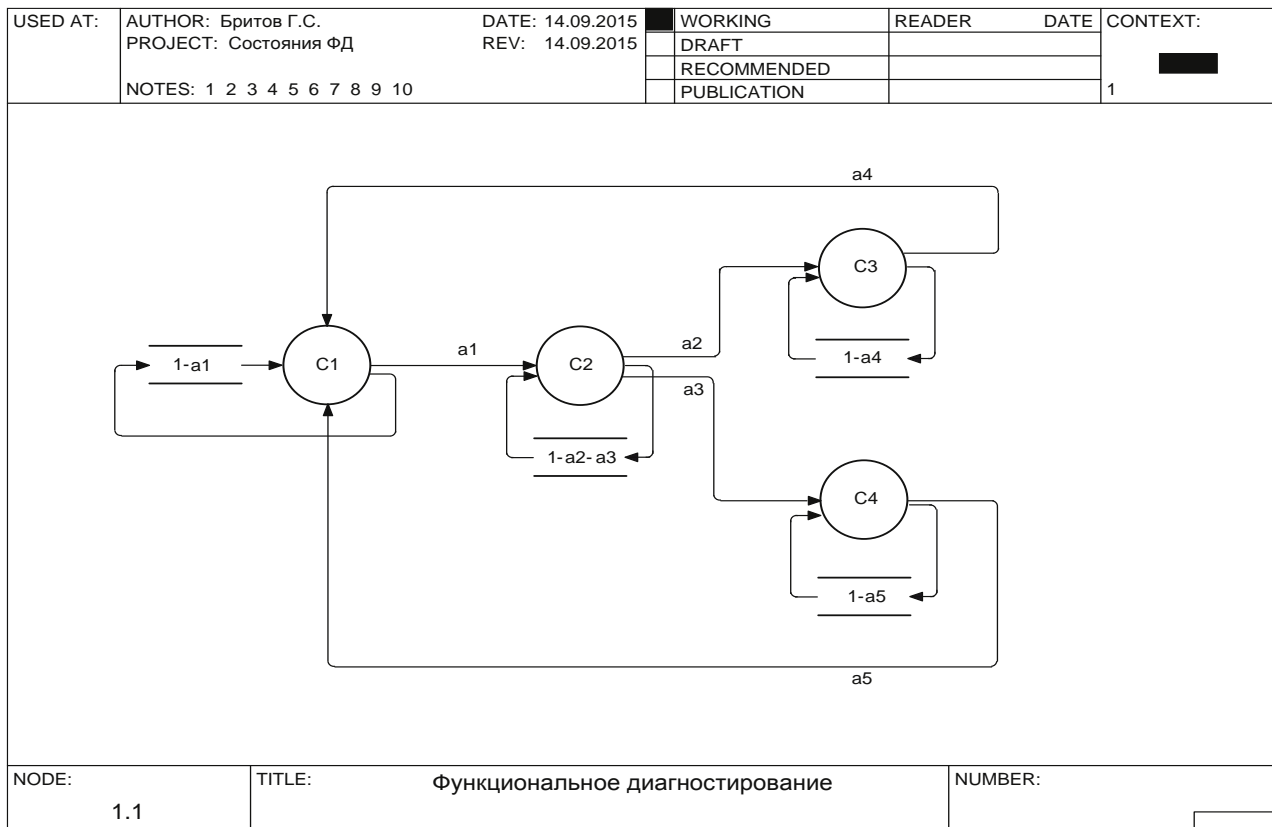 USED AT: AUTHOR: Бритов Г.С. DATE: 14.09.2015 WORKING READER DATE CONTEXT:
PROJECT: Состояния ФД REV: 14.09.2015 DRAFT
RECOMMENDED
NOTES: 1 2 3 4 5 6 7 8 9 10 PUBLICATION 1
a4
C3
a2
a1
1-a1 C1 C2 1-a4
a3
1-a2-a3
C4
1-a5
a5
NODE: TITLE: Функциональное диагностирование NUMBER:
1.1